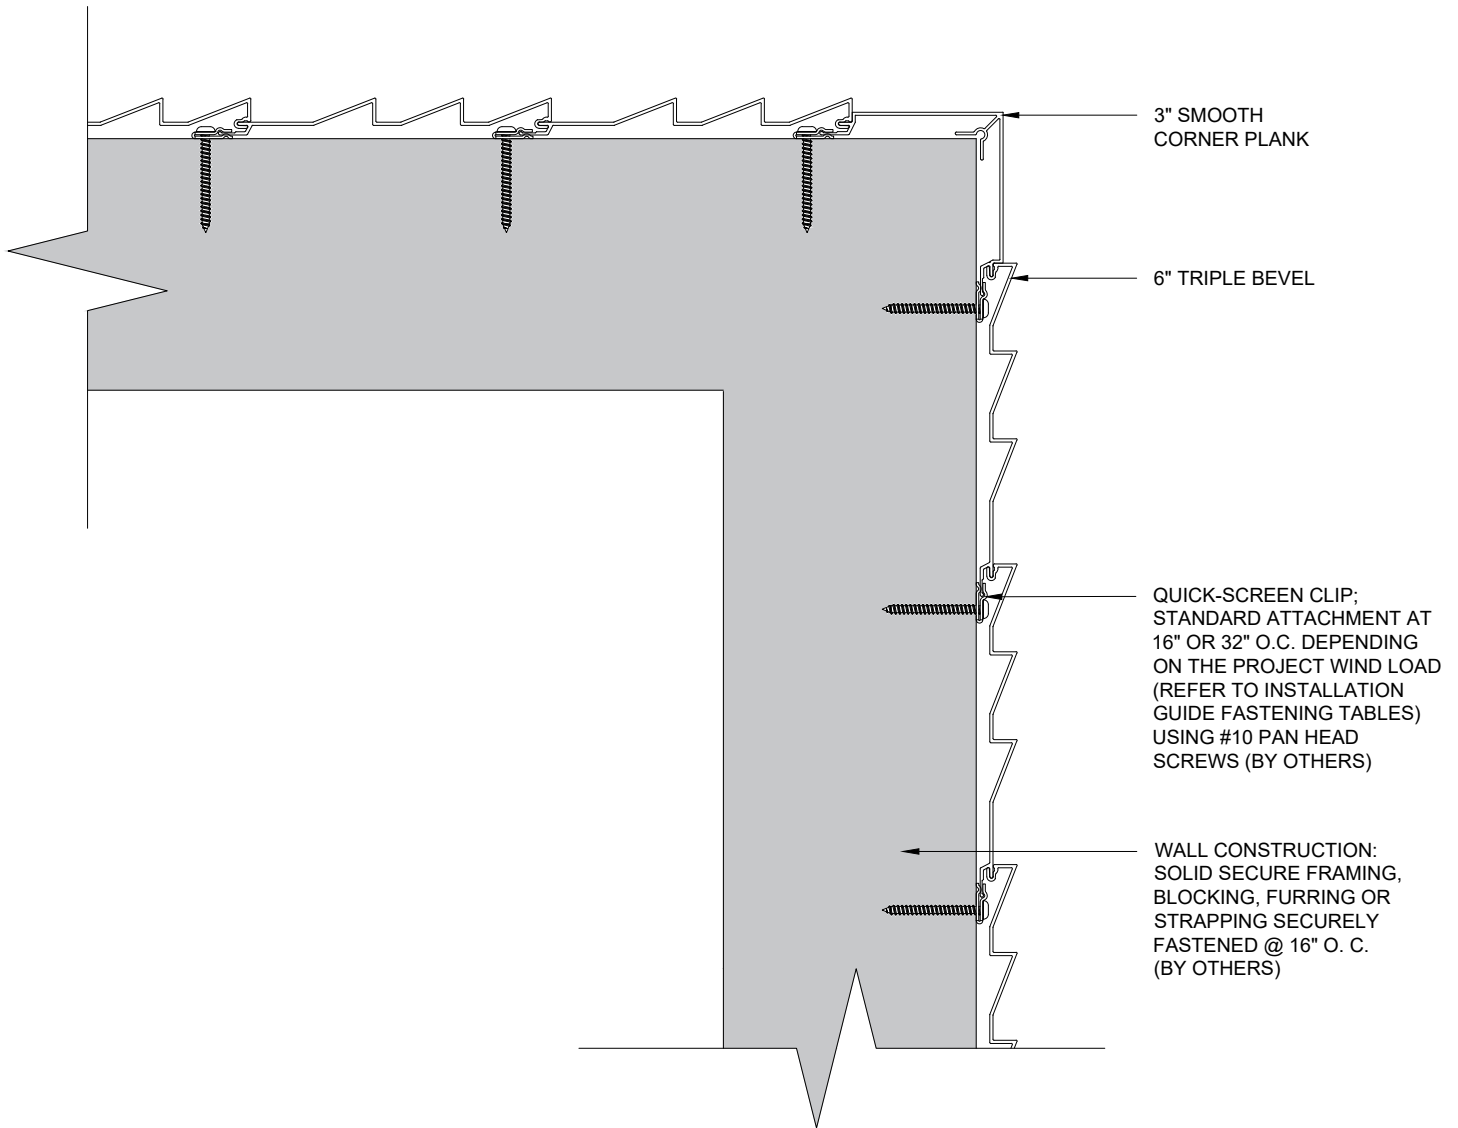 3" SMOOTH
CORNER PLANK
6" TRIPLE BEVEL
QUICK-SCREEN CLIP;
STANDARD ATTACHMENT AT
16" OR 32" O.C. DEPENDING
ON THE PROJECT WIND LOAD
(REFER TO INSTALLATION
GUIDE FASTENING TABLES)
USING #10 PAN HEAD
SCREWS (BY OTHERS)
WALL CONSTRUCTION:
SOLID SECURE FRAMING,
BLOCKING, FURRING OR
STRAPPING SECURELY
FASTENED @ 16" O. C.
(BY OTHERS)